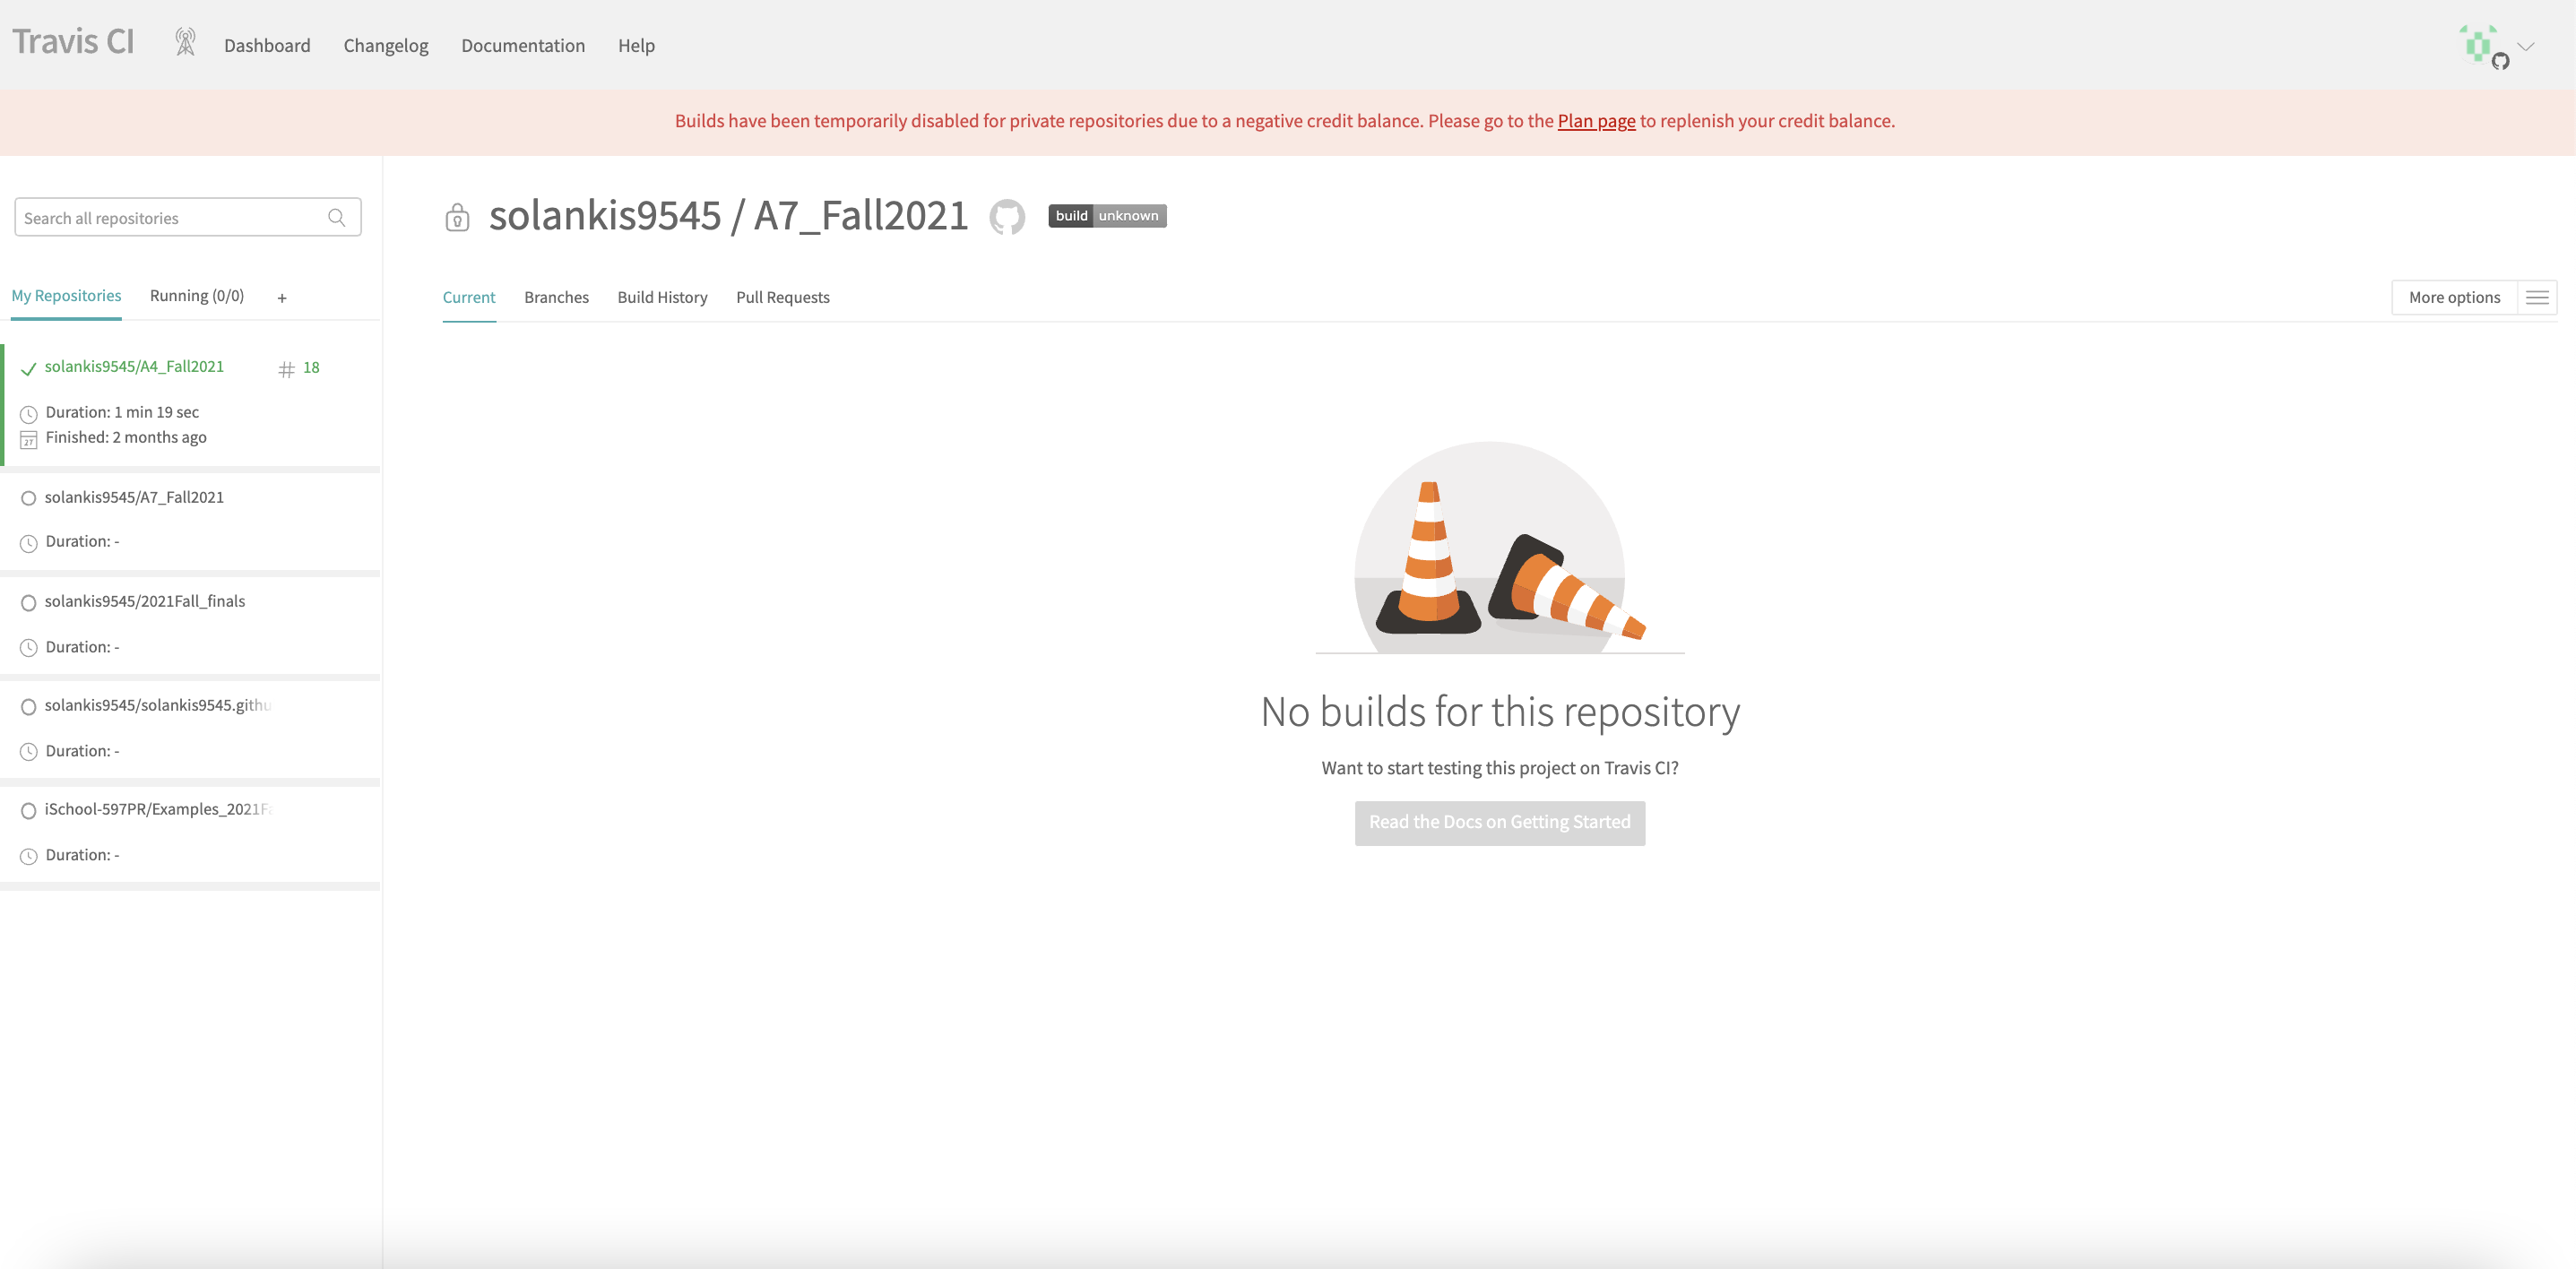 Travis CI
Dashboard Changelog Documentation Help
Builds have been temporarily disabled for private repositories due to a negative credit balance. Please go to the Plan page to replenish your credit balance.
Search all repositories
My Repositories Running (0/0) +
solankis9545/A4_Fall2021 # 18
Duration: 1 min 19 sec
27 Finished: 2 months ago
solankis9545/A7_Fall2021
Duration: -
solankis9545/2021Fall_finals
Duration: -
solankis9545/solankis9545.githu
Duration: -
iSchool-597PR/Examples_2021Fa
Duration: -
solankis9545 / A7_Fall2021 build unknown
Current Branches Build History Pull Requests More options
No builds for this repository
Want to start testing this project on Travis CI?
Read the Docs on Getting Started